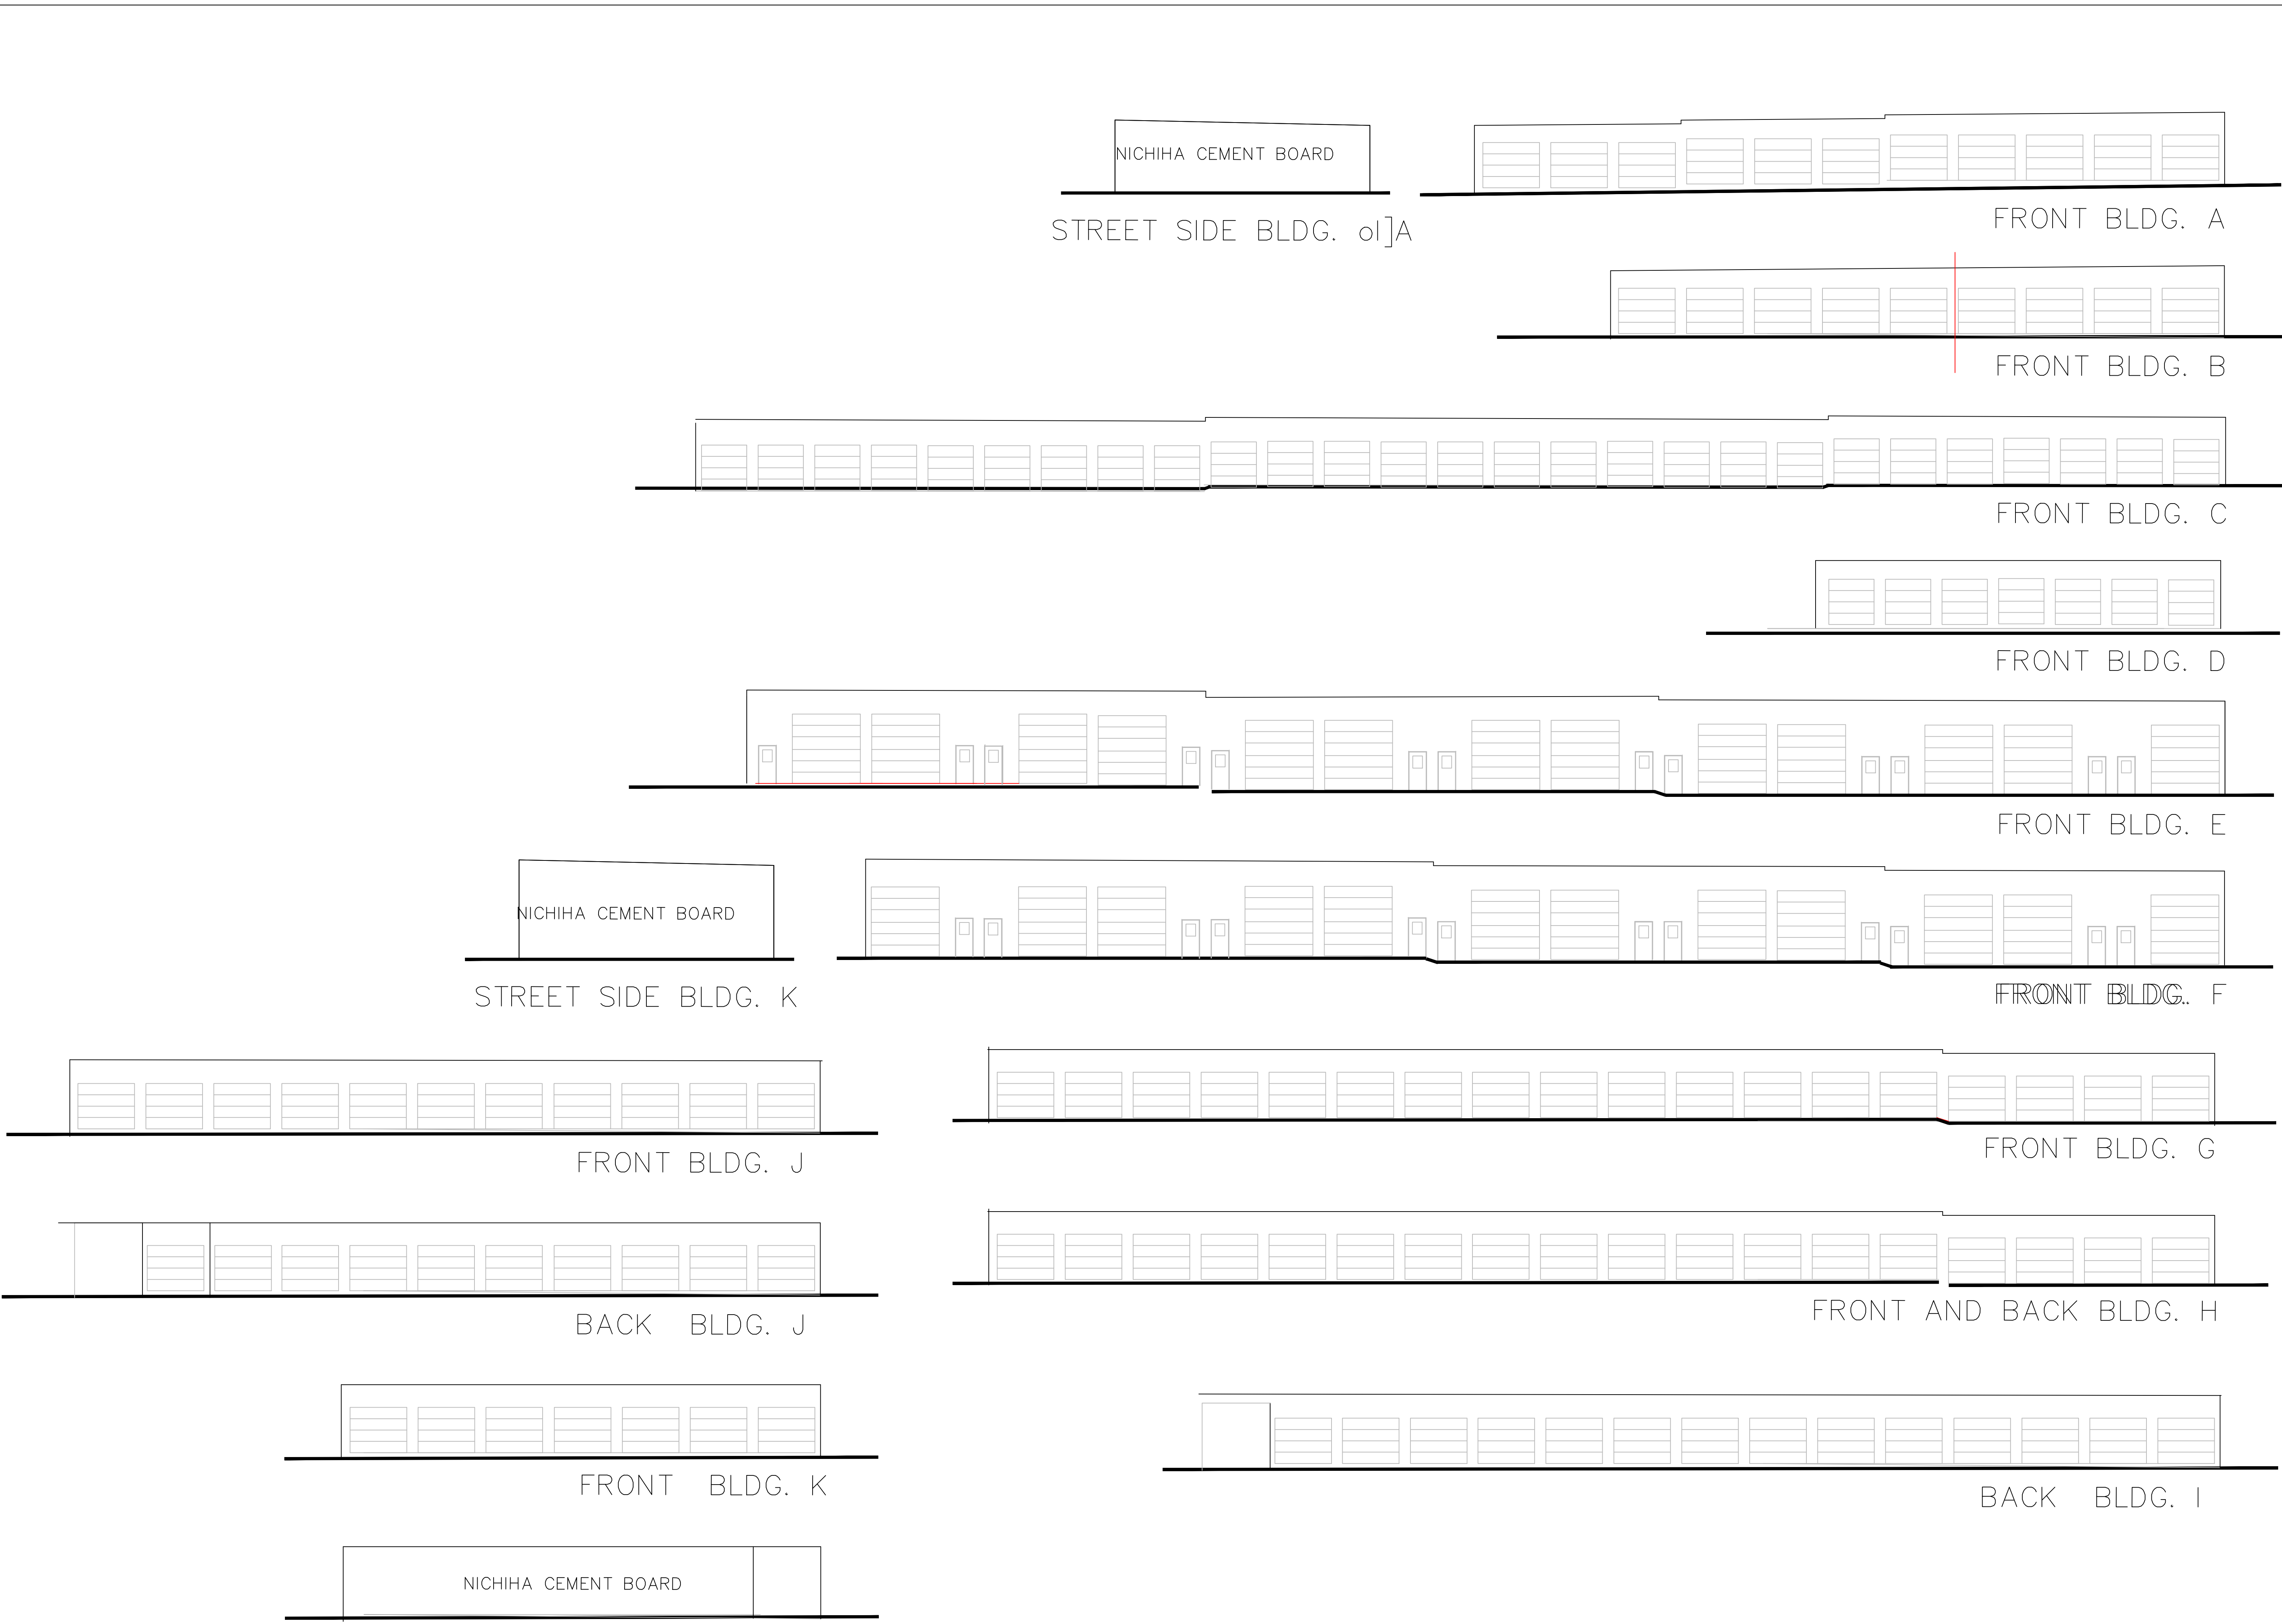 NICHIHA CEMENT BOARD
STREET SIDE BLDG. ol]A
FRONT BLDG. A
FRONT BLDG. B
FRONT BLDG. C
FRONT BLDG. D
FRONT BLDG. E
NICHIHA CEMENT BOARD
STREET SIDE BLDG. K
FRONT BLDG. F
FRONT BLDG. J
FRONT BLDG. G
BACK BLDG. J
FRONT AND BACK BLDG. H
FRONT BLDG. K
BACK BLDG. I
NICHIHA CEMENT BOARD